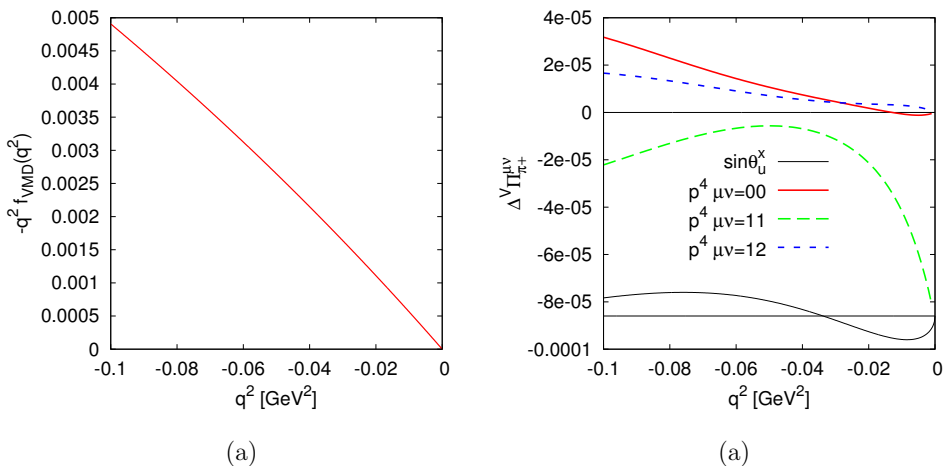 -q² f_VMD(q²)
0.005
0.0045
0.004
0.0035
0.003
0.0025
0.002
0.0015
0.001
0.0005
0
-0.1 -0.08 -0.06 -0.04 -0.02 0
q² [GeV²]
(a)
Δ^V Π^μν_π+
4e-05
2e-05
0
-2e-05
-4e-05
-6e-05
-8e-05
-0.0001
sinθ_u^x
p⁴ μν=00
p⁴ μν=11
p⁴ μν=12
-0.1 -0.08 -0.06 -0.04 -0.02 0
q² [GeV²]
(a)